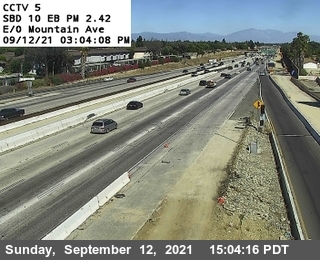 CCTV 5
SBD 10 EB PM 2.42
E/O Mountain Ave
09/12/21 03:04:08 PM
Sunday, September 12, 2021 15:04:16 PDT